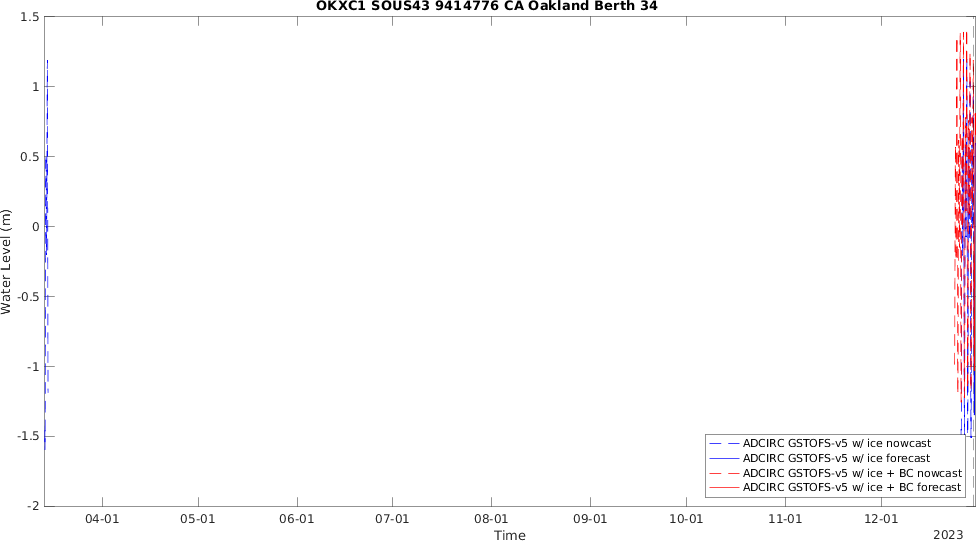 OKXC1 SOUS43 9414776 CA Oakland Berth 34
1.5
1
0.5
0
-0.5
-1
-1.5
-2
Water Level (m)
ADCIRC GSTOFS-v5 w/ ice nowcast
ADCIRC GSTOFS-v5 w/ ice forecast
ADCIRC GSTOFS-v5 w/ ice + BC nowcast
ADCIRC GSTOFS-v5 w/ ice + BC forecast
04-01 05-01 06-01 07-01 08-01 09-01 10-01 11-01 12-01
Time
2023